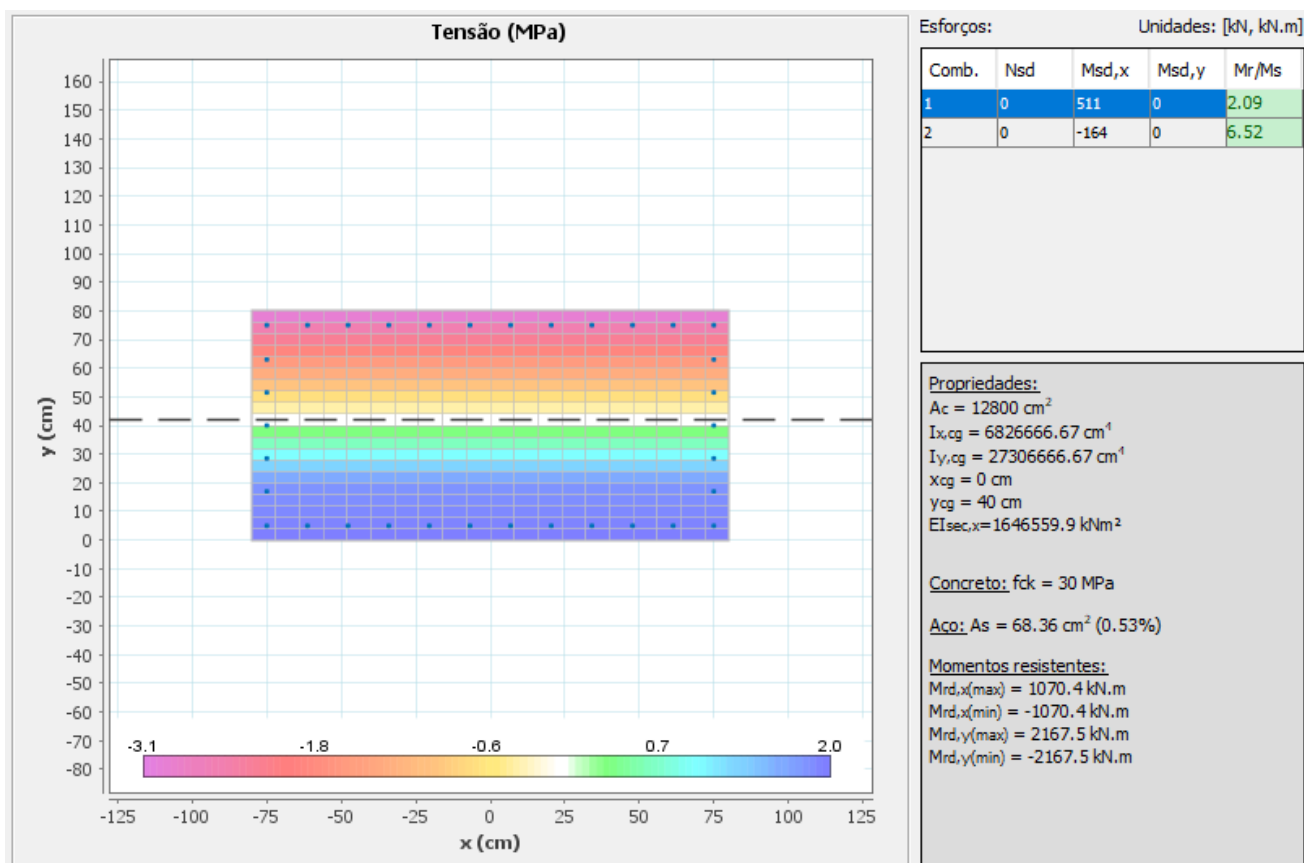 Tensão (MPa)
160
150
140
130
120
110
100
90
80
70
60
50
40
30
20
10
0
-10
-20
-30
-40
-50
-60
-70
-80
y (cm)
-3.1 -1.8 -0.6 0.7 2.0
-125 -100 -75 -50 -25 0 25 50 75 100 125
x (cm)
Esforços: Unidades: [kN, kN.m]
Comb. Nsd Msd,x Msd,y Mr/Ms
1 0 511 0 2.09
2 0 -164 0 6.52
Propriedades:
Ac = 12800 cm²
Ix,cg = 6826666.67 cm⁴
Iy,cg = 27306666.67 cm⁴
xcg = 0 cm
ycg = 40 cm
EIsec,x=1646559.9 kNm²
Concreto: fck = 30 MPa
Aço: As = 68.36 cm² (0.53%)
Momentos resistentes:
Mrd,x(max) = 1070.4 kN.m
Mrd,x(min) = -1070.4 kN.m
Mrd,y(max) = 2167.5 kN.m
Mrd,y(min) = -2167.5 kN.m